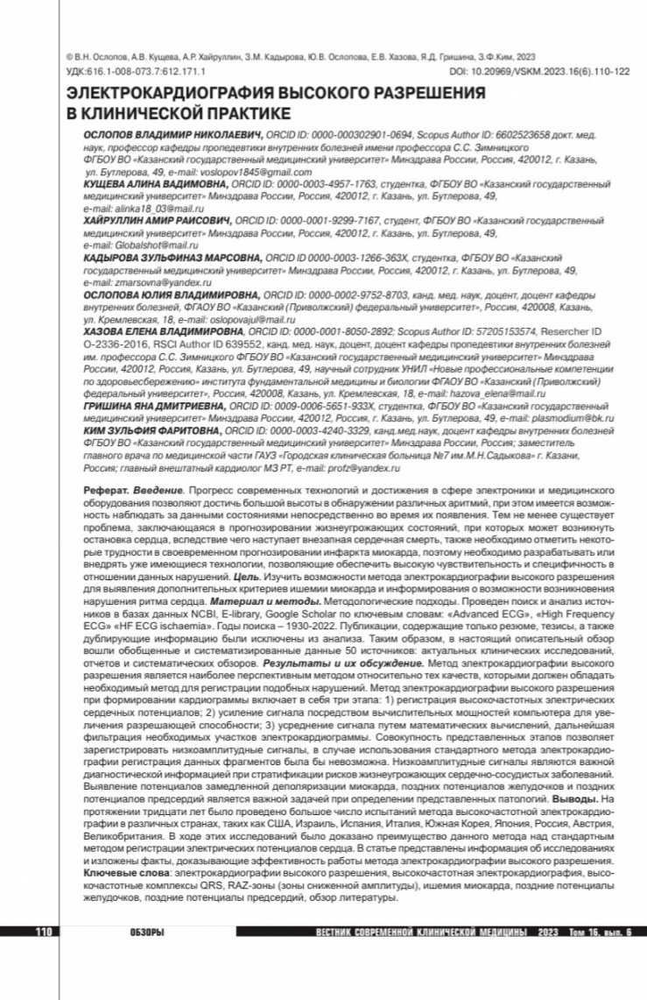 © В.Н. Ослопов, А.В. Кущева, А.Р. Хайруллин, З.М. Кадырова, Ю.В. Ослопова, Е.В. Хазова, Я.Д. Гришина, З.Ф.Ким, 2023
УДК:616.1-008-073.7:612.171.1 DOI: 10.20969/VSKM.2023.16(6).110-122
ЭЛЕКТРОКАРДИОГРАФИЯ ВЫСОКОГО РАЗРЕШЕНИЯ
В КЛИНИЧЕСКОЙ ПРАКТИКЕ
ОСЛОПОВ ВЛАДИМИР НИКОЛАЕВИЧ, ORCID ID: 0000-000302901-0694, Scopus Author ID: 6602523658 докт. мед.
наук, профессор кафедры пропедевтики внутренних болезней имени профессора С.С. Зимницкого
ФГБОУ ВО «Казанский государственный медицинский университет» Минздрава России, Россия, 420012, г. Казань,
ул. Бутлерова, 49, e-mail: voslopov1845@gmail.com
КУЩЕВА АЛИНА ВАДИМОВНА, ORCID ID: 0000-0003-4957-1763, студентка, ФГБОУ ВО «Казанский государственный
медицинский университет» Минздрава России, Россия, 420012, г. Казань, ул. Бутлерова, 49,
e-mail: alinka18_03@mail.ru
ХАЙРУЛЛИН АМИР РАИСОВИЧ, ORCID ID: 0000-0001-9299-7167, студент, ФГБОУ ВО «Казанский государственный
медицинский университет» Минздрава России, Россия, 420012, г. Казань, ул. Бутлерова, 49,
e-mail: Globalshot@mail.ru
КАДЫРОВА ЗУЛЬФИНАЗ МАРСОВНА, ORCID ID 0000-0003-1266-363X, студентка, ФГБОУ ВО «Казанский
государственный медицинский университет» Минздрава России, Россия, 420012, г. Казань, ул. Бутлерова, 49,
e-mail: zmarsovna@yandex.ru
ОСЛОПОВА ЮЛИЯ ВЛАДИМИРОВНА, ORCID ID: 0000-0002-9752-8703, канд. мед. наук, доцент, доцент кафедры
внутренних болезней, ФГАОУ ВО «Казанский (Приволжский) федеральный университет», Россия, 420008, Казань,
ул. Кремлевская, 18, e-mail: oslopovajul@mail.ru
ХАЗОВА ЕЛЕНА ВЛАДИМИРОВНА, ORCID ID: 0000-0001-8050-2892; Scopus Author ID: 57205153574, Resercher ID
O-2336-2016, RSCI Author ID 639552, канд. мед. наук, доцент, доцент кафедры пропедевтики внутренних болезней
им. профессора С.С. Зимницкого ФГБОУ ВО «Казанский государственный медицинский университет» Минздрава
России, 420012, Россия, Казань, ул. Бутлерова, 49, научный сотрудник УНИЛ «Новые профессиональные компетенции
по здоровьесбережению» института фундаментальной медицины и биологии ФГАОУ ВО «Казанский (Приволжский)
федеральный университет», Россия, 420008, Казань, ул. Кремлевская, 18, e-mail: hazova_elena@mail.ru
ГРИШИНА ЯНА ДМИТРИЕВНА, ORCID ID: 0009-0006-5651-933X, студентка, ФГБОУ ВО «Казанский государственный
медицинский университет» Минздрава России, Россия, 420012, Россия, г. Казань, ул. Бутлерова, 49, e-mail: plasmodium@bk.ru
КИМ ЗУЛЬФИЯ ФАРИТОВНА, ORCID ID: 0000-0003-4240-3329, канд.мед.наук, доцент кафедры внутренних болезней
ФГБОУ ВО «Казанский государственный медицинский университет» Минздрава России, Россия; заместитель
главного врача по медицинской части ГАУЗ «Городская клиническая больница №7 им.М.Н.Садыкова» г. Казани,
Россия; главный внештатный кардиолог МЗ РТ, e-mail: profz@yandex.ru
Реферат. Введение. Прогресс современных технологий и достижения в сфере электроники и медицинского
оборудования позволяют достичь большой высоты в обнаружении различных аритмий, при этом имеется возмож-
ность наблюдать за данными состояниями непосредственно во время их появления. Тем не менее существует
проблема, заключающаяся в прогнозировании жизнеугрожающих состояний, при которых может возникнуть
остановка сердца, вследствие чего наступает внезапная сердечная смерть, также необходимо отметить некото-
рые трудности в своевременном прогнозировании инфаркта миокарда, поэтому необходимо разрабатывать или
внедрять уже имеющиеся технологии, позволяющие обеспечить высокую чувствительность и специфичность в
отношении данных нарушений. Цель. Изучить возможности метода электрокардиографии высокого разрешения
для выявления дополнительных критериев ишемии миокарда и информирования о возможности возникновения
нарушения ритма сердца. Материал и методы. Методологические подходы. Проведен поиск и анализ источ-
ников в базах данных NCBI, E-library, Google Scholar по ключевым словам: «Advanced ECG», «High Frequency
ECG» «HF ECG ischaemia». Годы поиска – 1930-2022. Публикации, содержащие только резюме, тезисы, а также
дублирующие информацию были исключены из анализа. Таким образом, в настоящий описательный обзор
вошли обобщенные и систематизированные данные 50 источников: актуальных клинических исследований,
отчетов и систематических обзоров. Результаты и их обсуждение. Метод электрокардиографии высокого
разрешения является наиболее перспективным методом относительно тех качеств, которыми должен обладать
необходимый метод для регистрации подобных нарушений. Метод электрокардиографии высокого разрешения
при формировании кардиограммы включает в себя три этапа: 1) регистрация высокочастотных электрических
сердечных потенциалов; 2) усиление сигнала посредством вычислительных мощностей компьютера для уве-
личения разрешающей способности; 3) усреднение сигнала путем математических вычислений, дальнейшая
фильтрация необходимых участков электрокардиограммы. Совокупность представленных этапов позволяет
зарегистрировать низкоамплитудные сигналы, в случае использования стандартного метода электрокардио-
графии регистрация данных фрагментов была бы невозможна. Низкоамплитудные сигналы являются важной
диагностической информацией при стратификации рисков жизнеугрожающих сердечно-сосудистых заболеваний.
Выявление потенциалов замедленной деполяризации миокарда, поздних потенциалов желудочков и поздних
потенциалов предсердий является важной задачей при определении представленных патологий. Выводы. На
протяжении тридцати лет было проведено большое число испытаний метода высокочастотной электрокардио-
графии в различных странах, таких как США, Израиль, Испания, Италия, Южная Корея, Япония, Россия, Австрия,
Великобритания. В ходе этих исследований было доказано преимущество данного метода над стандартным
методом регистрации электрических потенциалов сердца. В статье представлены информация об исследованиях
и изложены факты, доказывающие эффективность работы метода электрокардиографии высокого разрешения.
Ключевые слова: электрокардиографии высокого разрешения, высокочастотная электрокардиография, высо-
кочастотные комплексы QRS, RAZ-зоны (зоны сниженной амплитуды), ишемия миокарда, поздние потенциалы
желудочков, поздние потенциалы предсердий, обзор литературы.
110 ОБЗОРЫ ВЕСТНИК СОВРЕМЕННОЙ КЛИНИЧЕСКОЙ МЕДИЦИНЫ 2023 Том 16, вып. 6